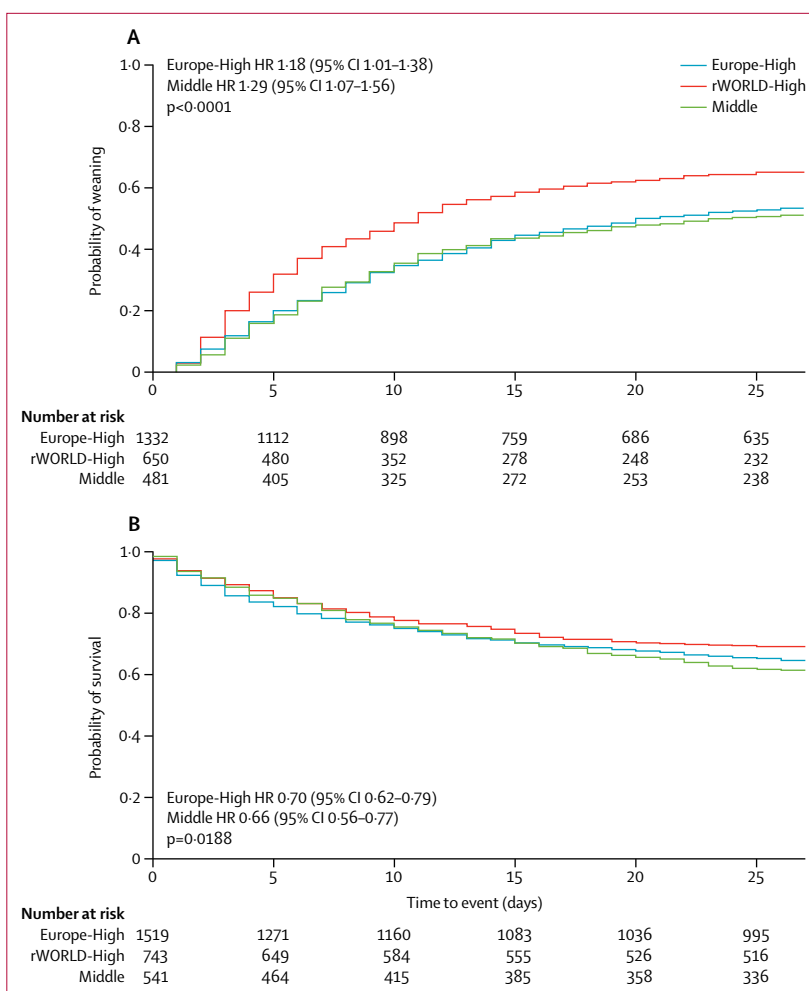 A
Europe-High HR 1·18 (95% CI 1·01–1·38)
Middle HR 1·29 (95% CI 1·07–1·56)
p<0·0001
Europe-High
rWORLD-High
Middle
Probability of weaning
1·0
0·8
0·6
0·4
0·2
0
0 5 10 15 20 25
Number at risk
Europe-High 1332 1112 898 759 686 635
rWORLD-High 650 480 352 278 248 232
Middle 481 405 325 272 253 238
B
Probability of survival
1·0
0·8
0·6
0·4
0·2
0
Europe-High HR 0·70 (95% CI 0·62–0·79)
Middle HR 0·66 (95% CI 0·56–0·77)
p=0·0188
0 5 10 15 20 25
Time to event (days)
Number at risk
Europe-High 1519 1271 1160 1083 1036 995
rWORLD-High 743 649 584 555 526 516
Middle 541 464 415 385 358 336